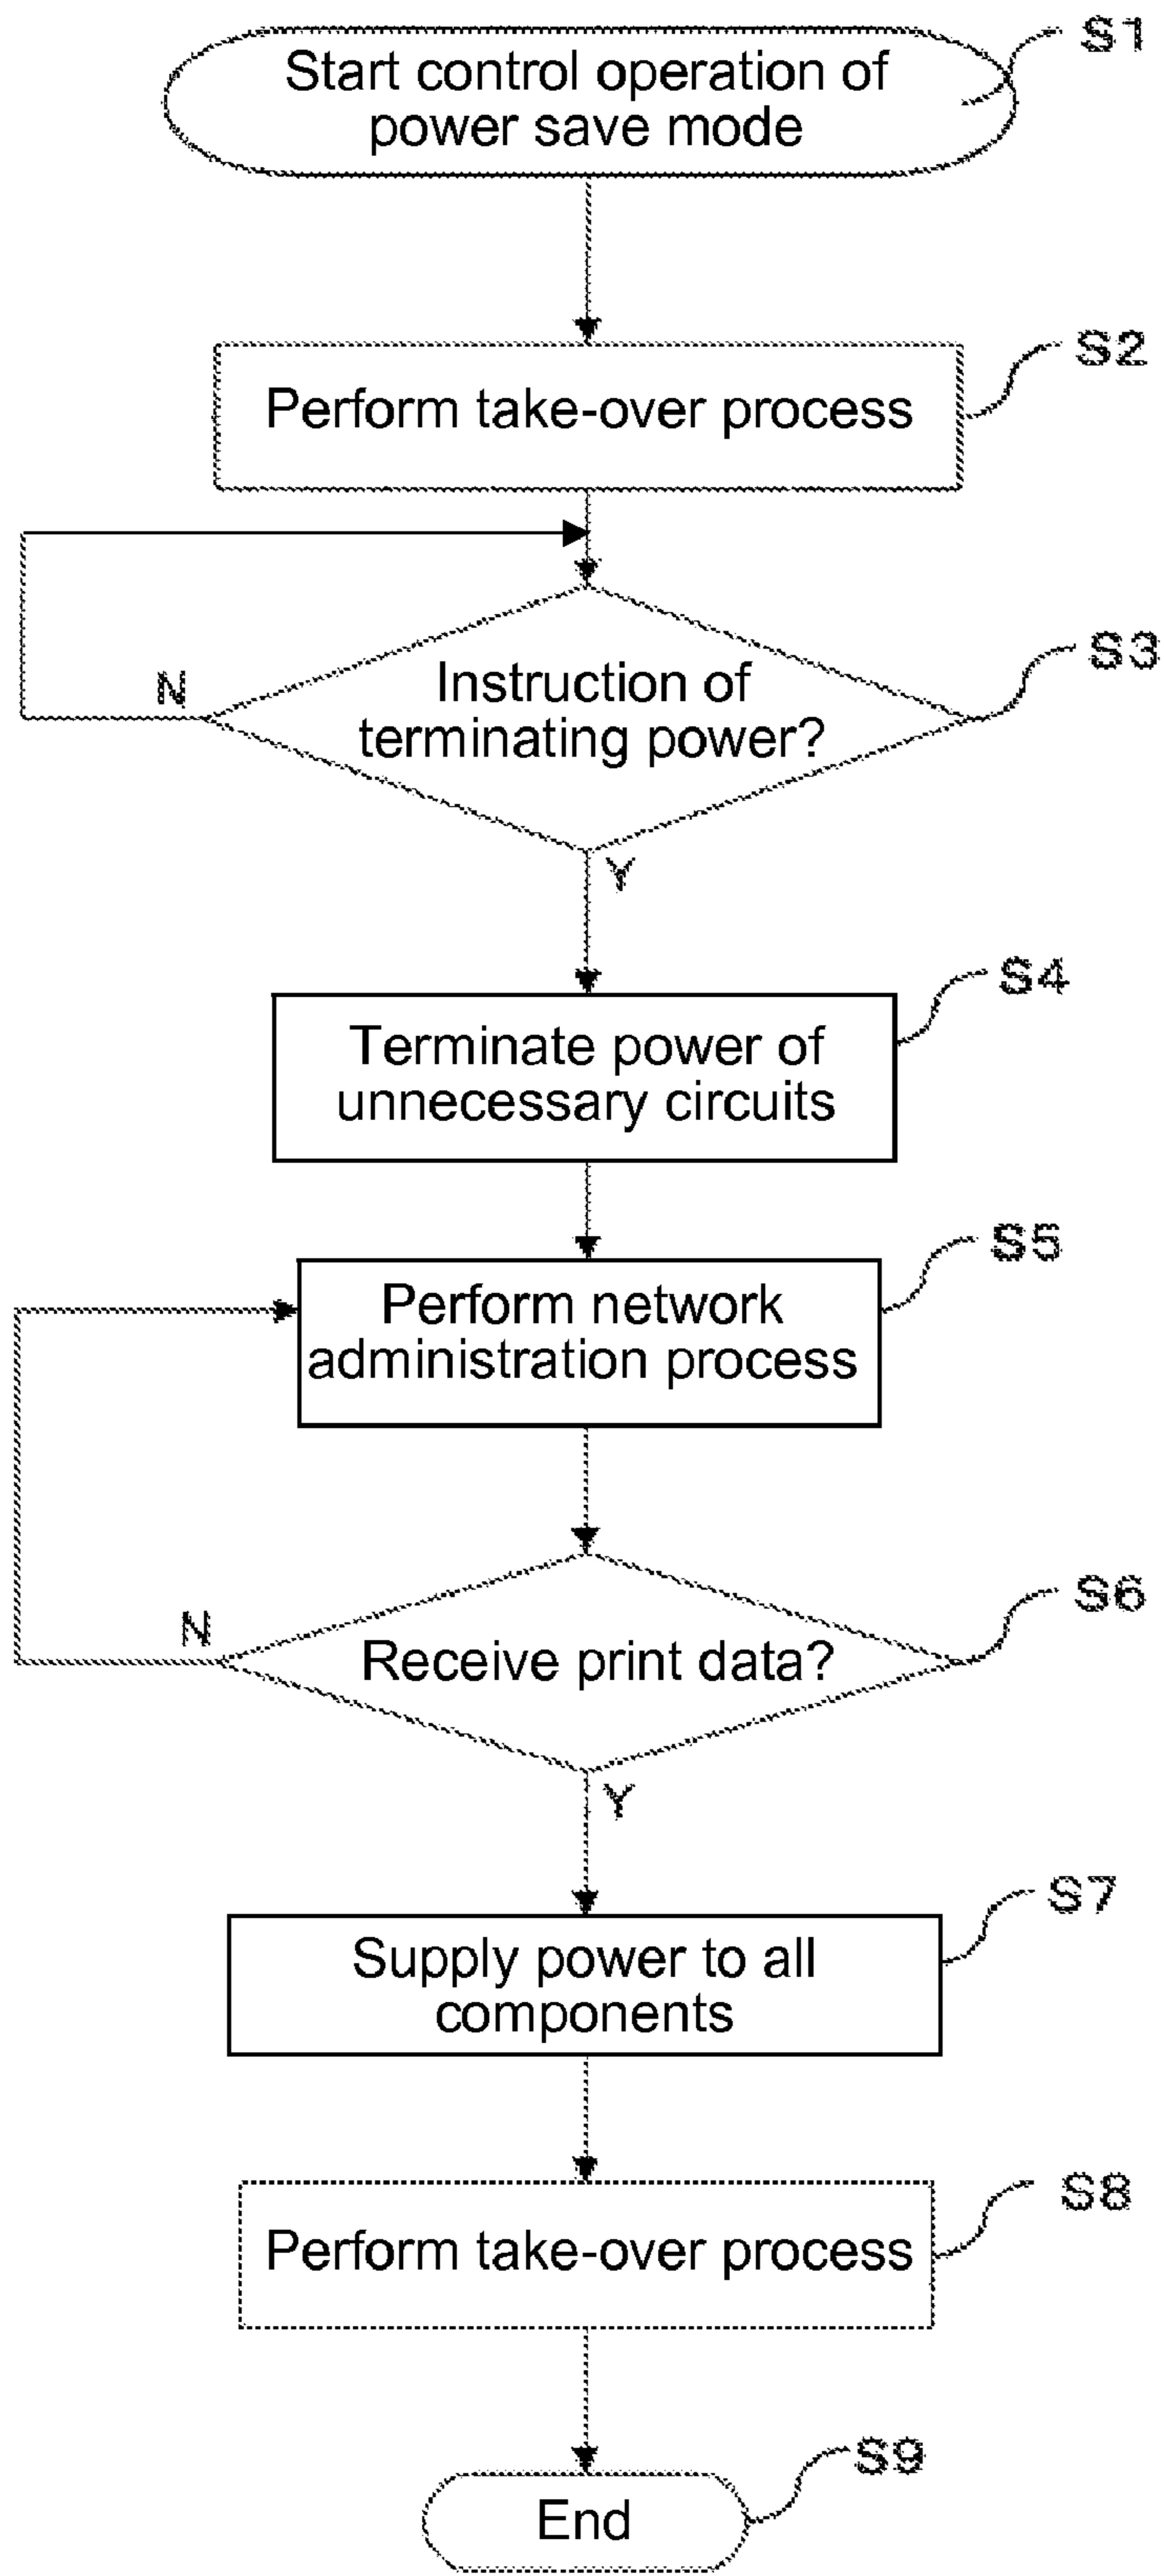 S1
Start control operation of
power save mode
S2
Perform take-over process
S3
Instruction of
terminating power?
N
Y
S4
Terminate power of
unnecessary circuits
S5
Perform network
administration process
S6
N
Receive print data?
Y
S7
Supply power to all
components
S8
Perform take-over process
S9
End